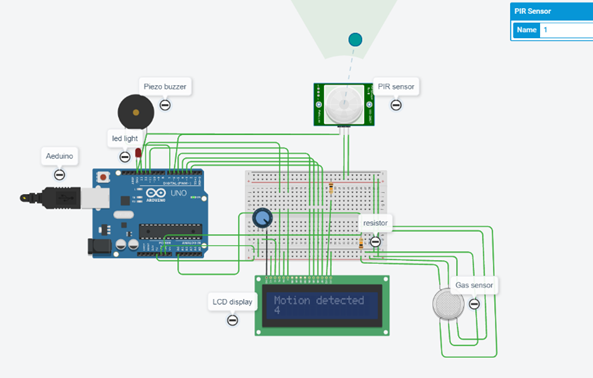 PIR Sensor
Name 1
Piezo buzzer
PIR sensor
led light
Aeduino
UNO
ARDUINO
resistor
Gas sensor
LCD display
Motion detected
4